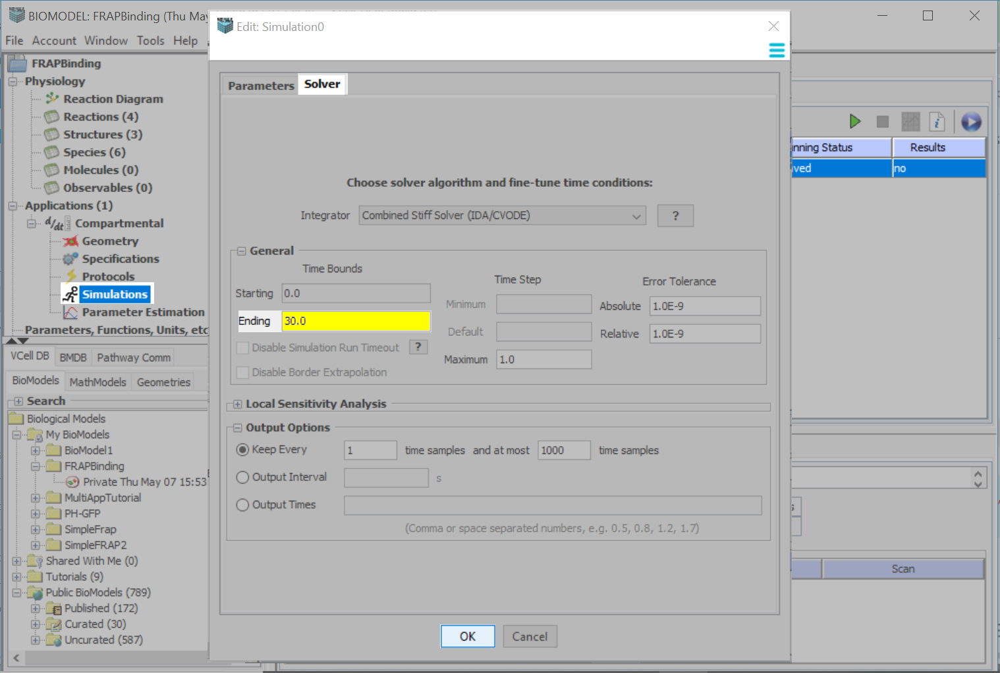 BIOMODEL: FRAPBinding (Thu May
File Account Window Tools Help
FRAPBinding
Physiology
Reaction Diagram
Reactions (4)
Structures (3)
Species (6)
Molecules (0)
Observables (0)
Applications (1)
d/dt Compartmental
Geometry
Specifications
Protocols
Simulations
Parameter Estimation
Parameters, Functions, Units, etc
VCell DB BMDB Pathway Comm
BioModels MathModels Geometries
Search
Biological Models
My BioModels
BioModel1
FRAPBinding
Private Thu May 07 15:53
MultiAppTutorial
PH-GFP
SimpleFrap
SimpleFRAP2
Shared With Me (0)
Tutorials (9)
Public BioModels (789)
Published (172)
Curated (30)
Uncurated (587)
Edit: Simulation0
Parameters Solver
Choose solver algorithm and fine-tune time conditions:
Integrator Combined Stiff Solver (IDA/CVODE) ?
General
Time Bounds
Starting 0.0
Ending 30.0
Disable Simulation Run Timeout ?
Disable Border Extrapolation
Time Step
Minimum
Default
Maximum 1.0
Error Tolerance
Absolute 1.0E-9
Relative 1.0E-9
Local Sensitivity Analysis
Output Options
Keep Every 1 time samples and at most 1000 time samples
Output Interval s
Output Times
(Comma or space separated numbers, e.g. 0.5, 0.8, 1.2, 1.7)
OK Cancel
nning Status Results
ved no
Scan